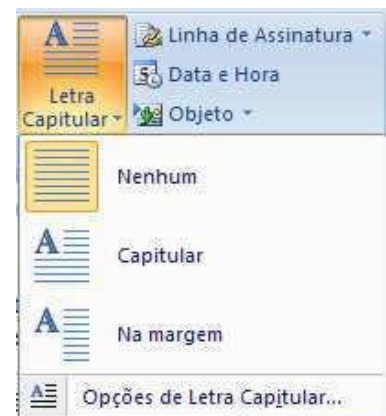 Linha de Assinatura
Data e Hora
Objeto
Letra
Capitular
Nenhum
Capitular
Na margem
Opções de Letra Capitular...